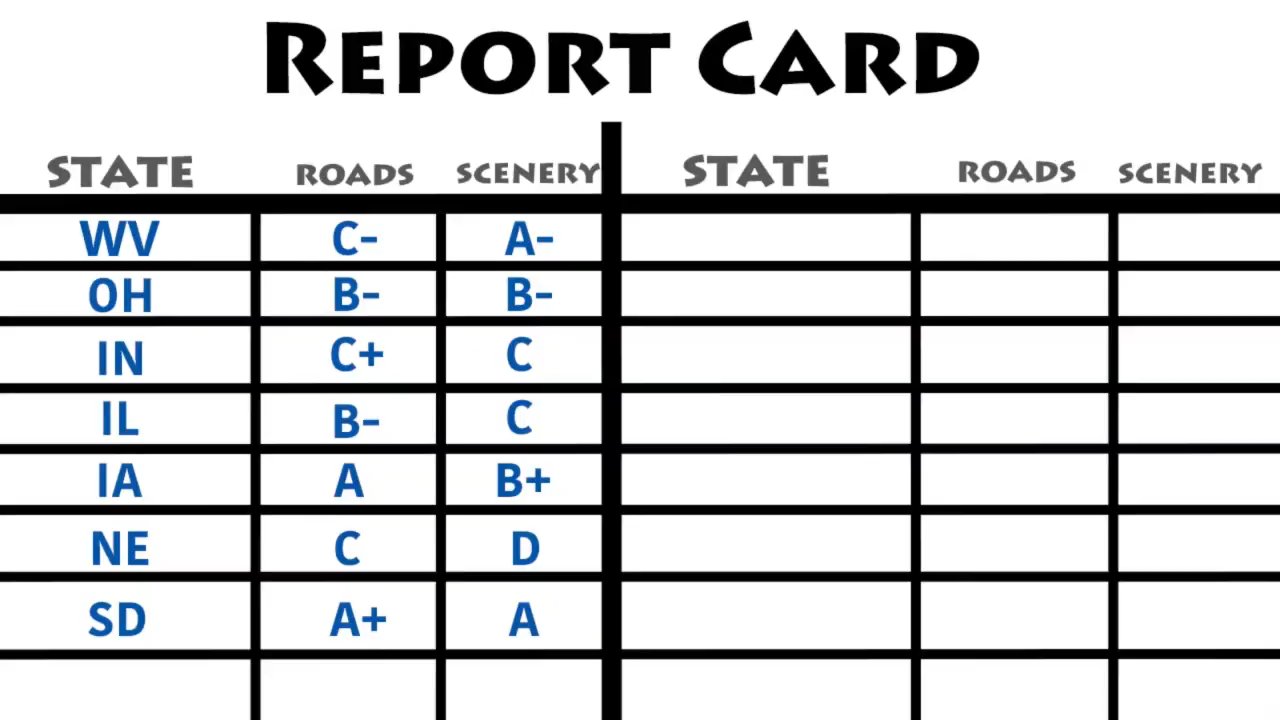 REPORT CARD
STATE ROADS SCENERY STATE ROADS SCENERY
WV C- A-
OH B- B-
IN C+ C
IL B- C
IA A B+
NE C D
SD A+ A